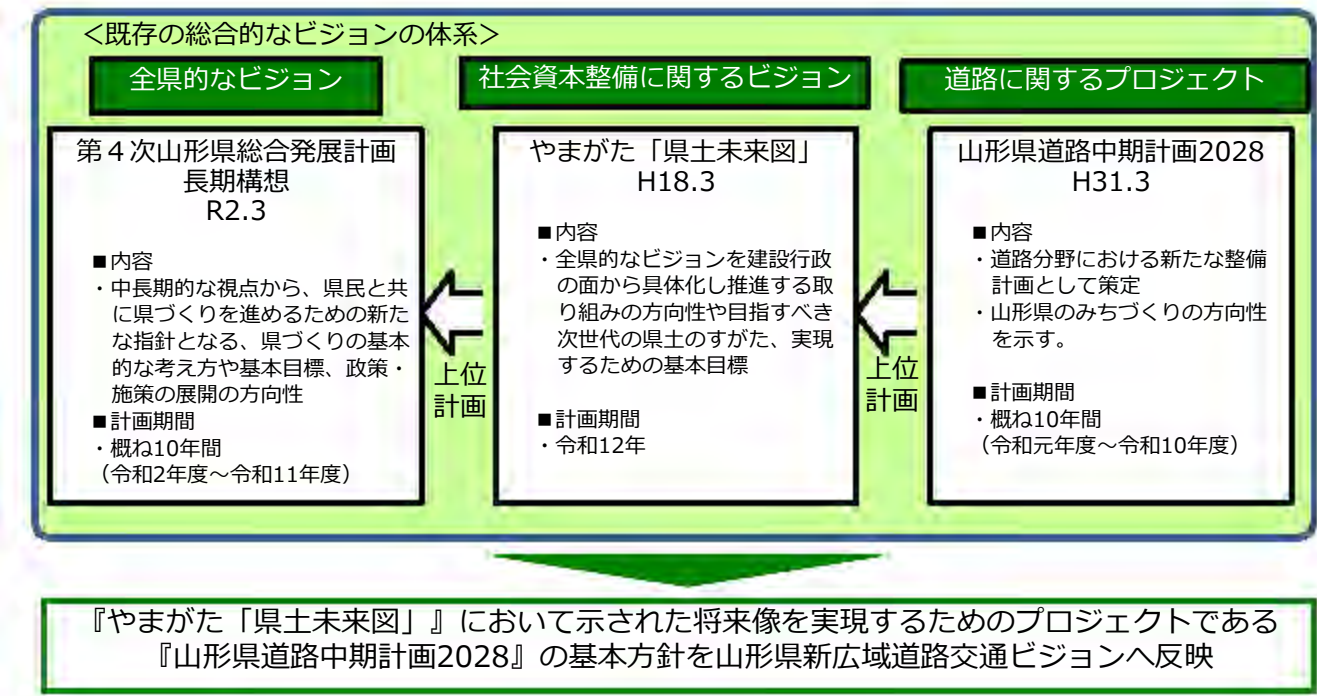 ＜既存の総合的なビジョンの体系＞
全県的なビジョン
第４次山形県総合発展計画
長期構想
R2.3
■内容
・中長期的な視点から、県民と共
に県づくりを進めるための新た
な指針となる、県づくりの基本
的な考え方や基本目標、政策・
施策の展開の方向性
■計画期間
・概ね10年間
（令和2年度～令和11年度）
上位
計画
社会資本整備に関するビジョン
やまがた「県土未来図」
H18.3
■内容
・全県的なビジョンを建設行政
の面から具体化し推進する取
り組みの方向性や目指すべき
次世代の県土のすがた、実現
するための基本目標
■計画期間
・令和12年
上位
計画
道路に関するプロジェクト
山形県道路中期計画2028
H31.3
■内容
・道路分野における新たな整備
計画として策定
・山形県のみちづくりの方向性
を示す。
■計画期間
・概ね10年間
（令和元年度～令和10年度）
『やまがた「県土未来図」』において示された将来像を実現するためのプロジェクトである
『山形県道路中期計画2028』の基本方針を山形県新広域道路交通ビジョンへ反映